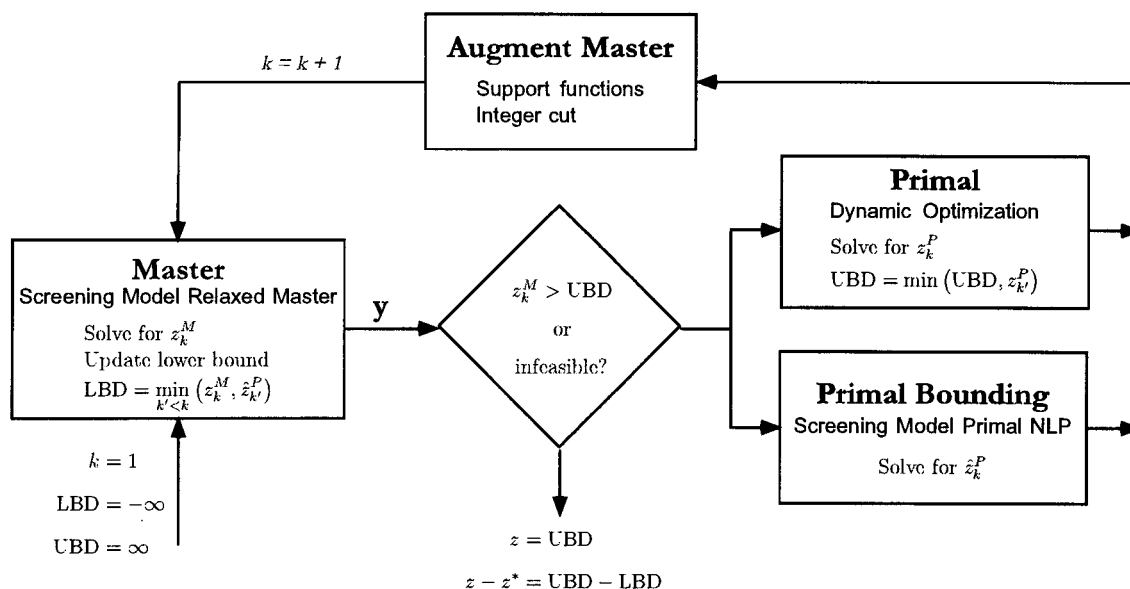 Augment Master
Support functions
Integer cut
k = k + 1
Primal
Dynamic Optimization
Solve for z_k^P
UBD = min (UBD, z_{k'}^P)
Master
Screening Model Relaxed Master
Solve for z_k^M
Update lower bound
LBD = min_{k'<k} (z_k^M, ẑ_{k'}^P)
y
z_k^M > UBD
or
infeasible?
Primal Bounding
Screening Model Primal NLP
Solve for ẑ_k^P
k = 1
LBD = −∞
UBD = ∞
z = UBD
z − z* = UBD − LBD